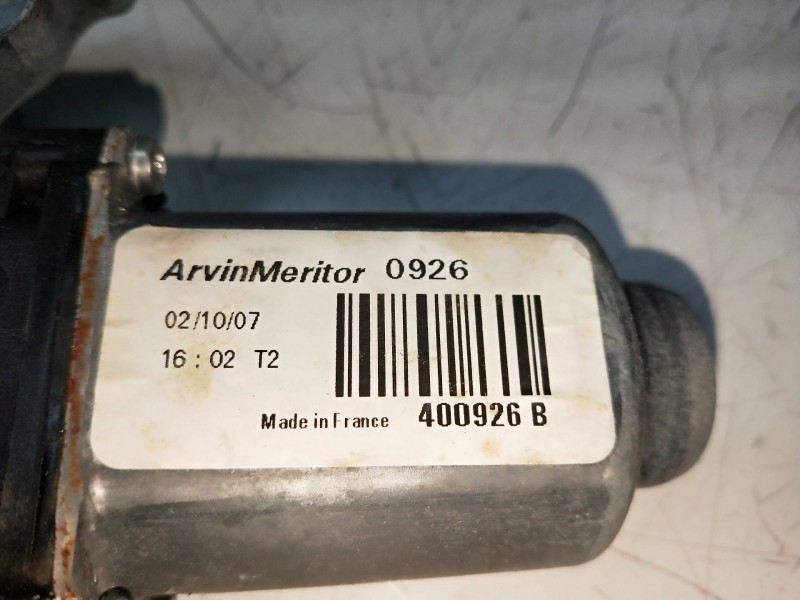 ArvinMeritor 0926
02/10/07
16 : 02 T2
Made in France 400926 B